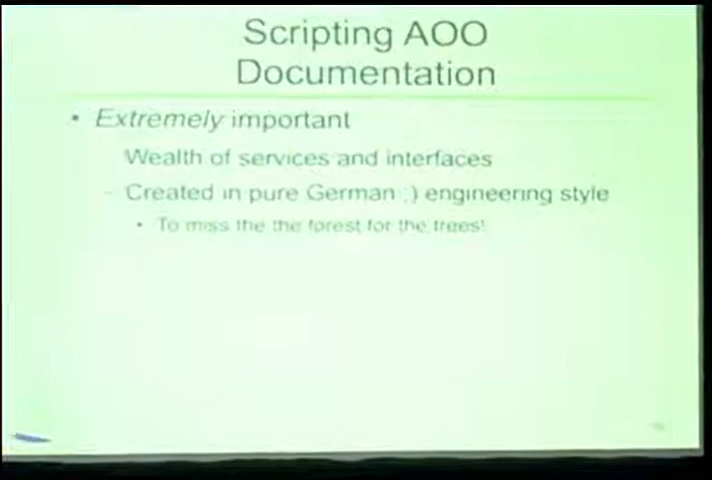 Scripting AOO
Documentation
• Extremely important
Wealth of services and interfaces
– Created in pure German ;) engineering style
• To miss the the forest for the trees!